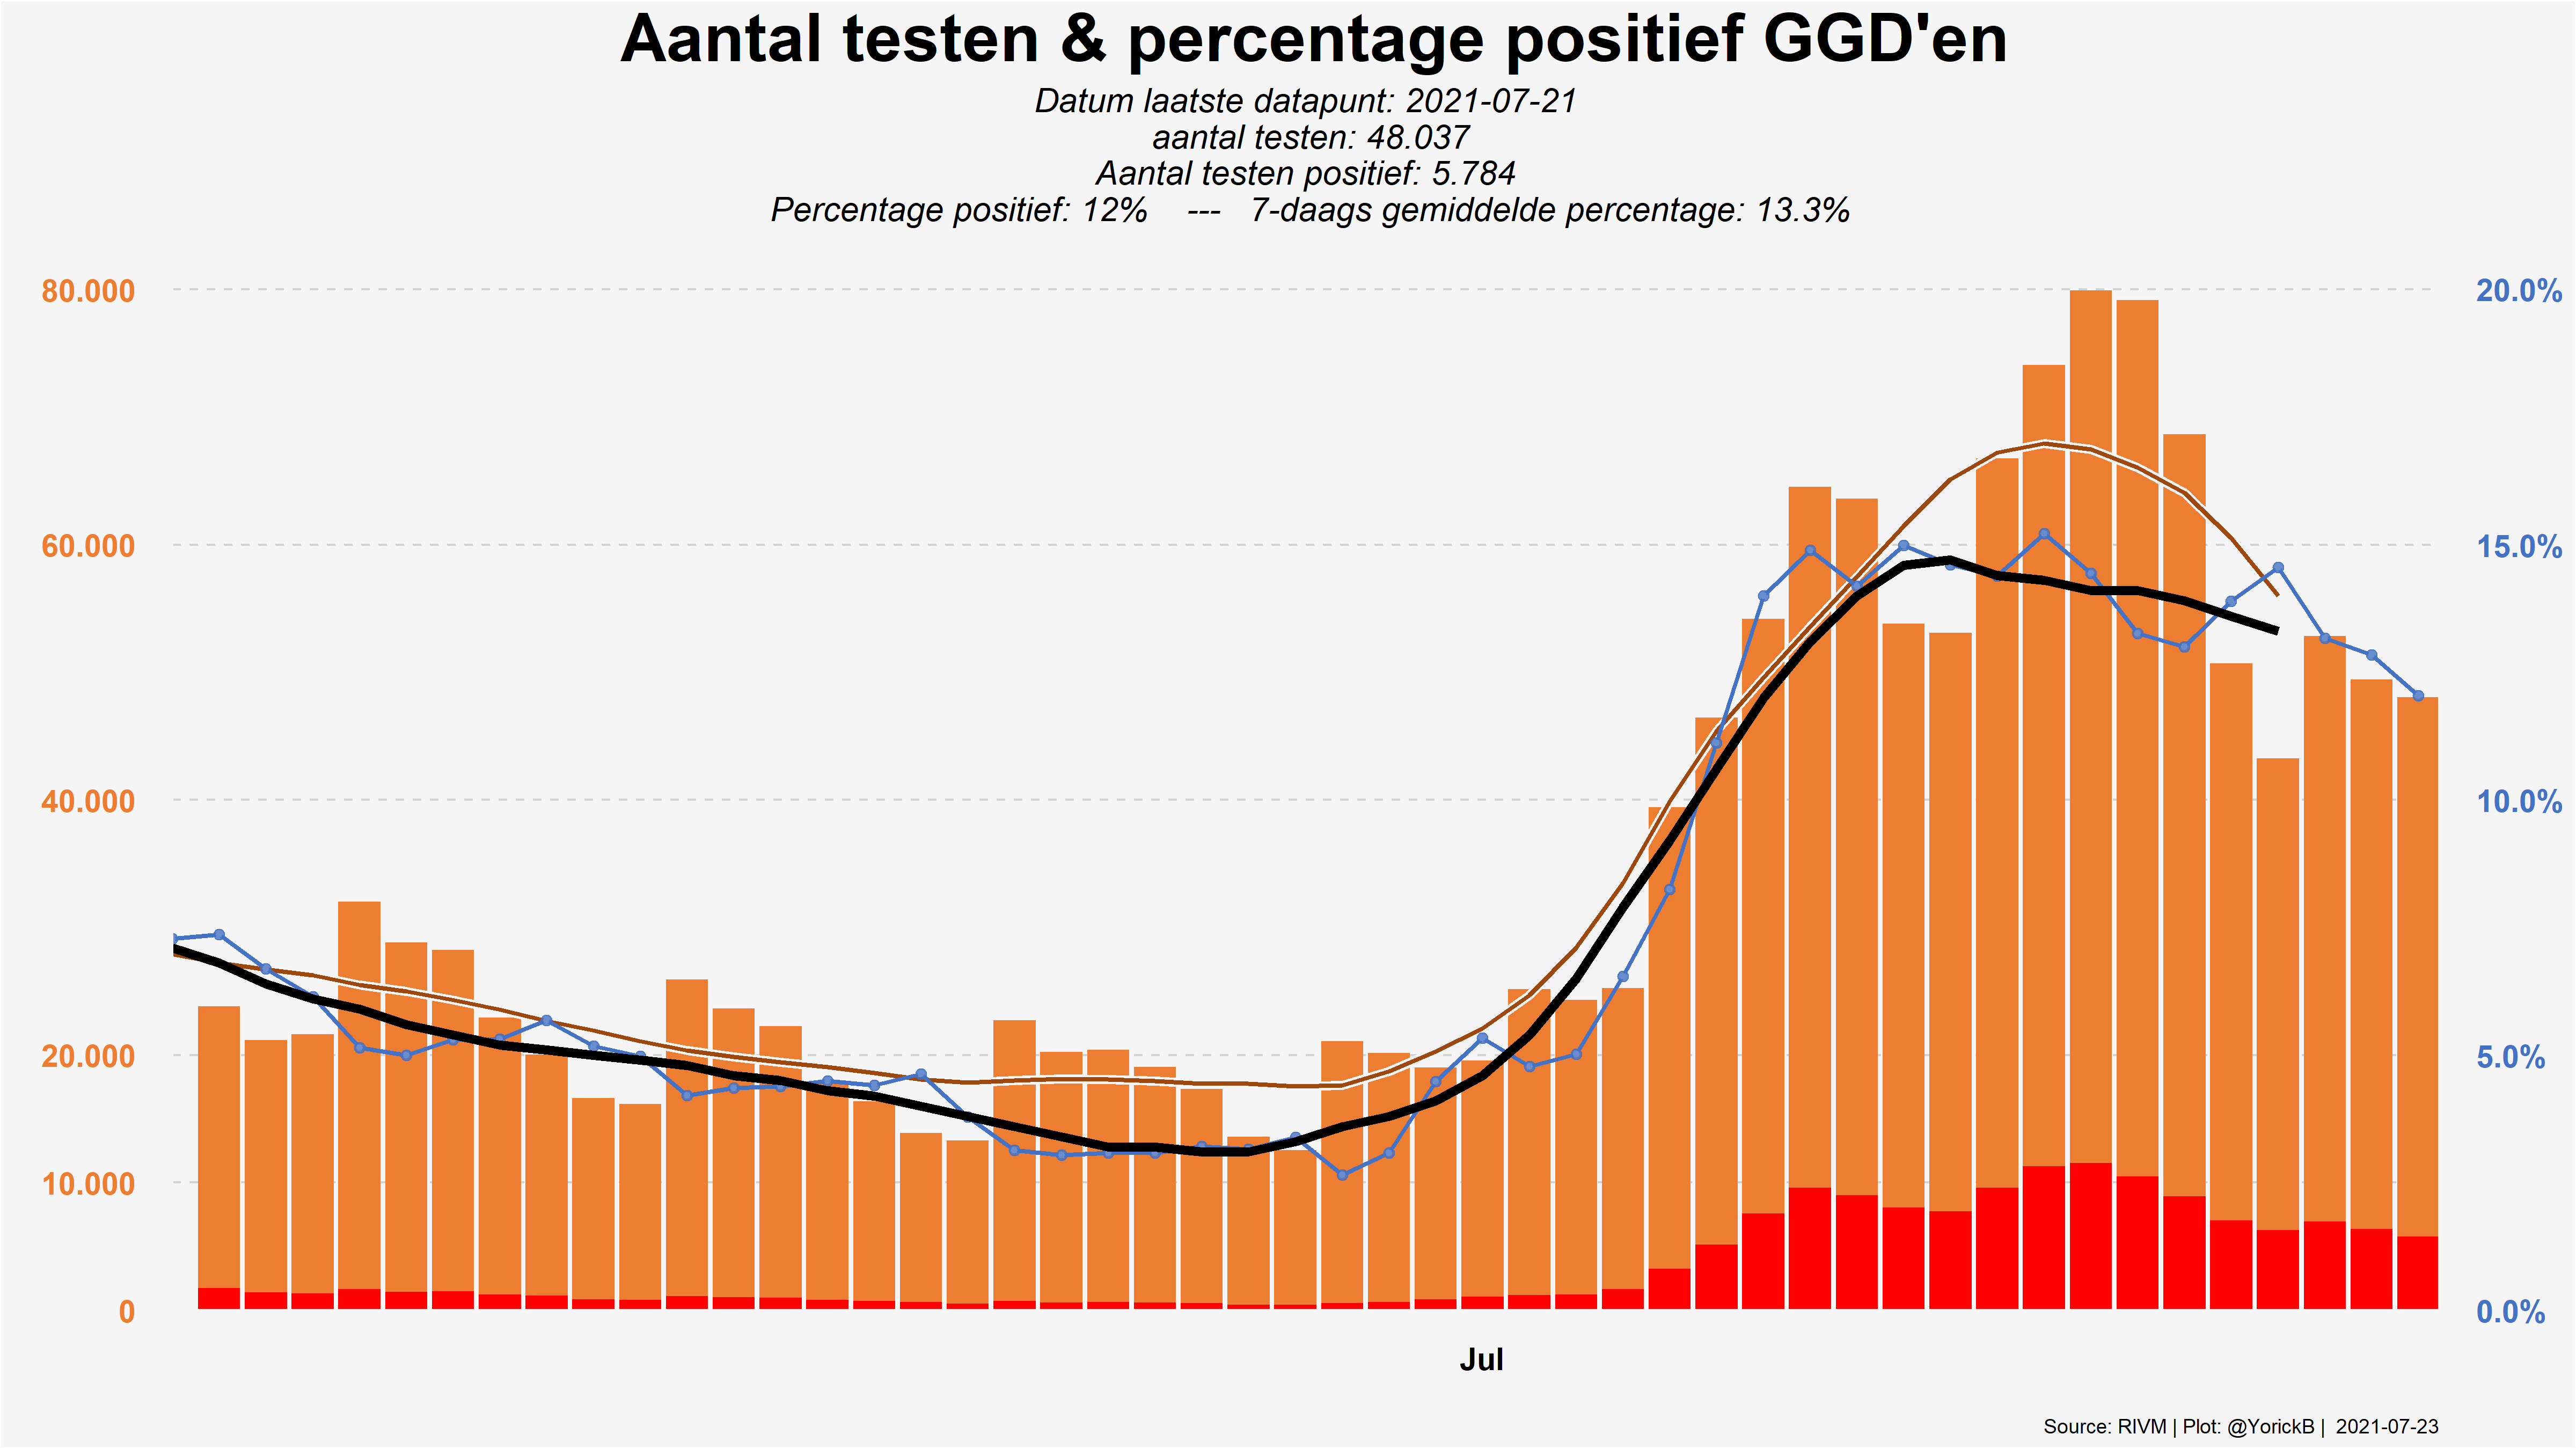 Aantal testen & percentage positief GGD'en
Datum laatste datapunt: 2021-07-21
aantal testen: 48.037
Aantal testen positief: 5.784
Percentage positief: 12% --- 7-daags gemiddelde percentage: 13.3%
80.000
60.000
40.000
20.000
10.000
0
20.0%
15.0%
10.0%
5.0%
0.0%
Jul
Source: RIVM | Plot: @YorickB | 2021-07-23